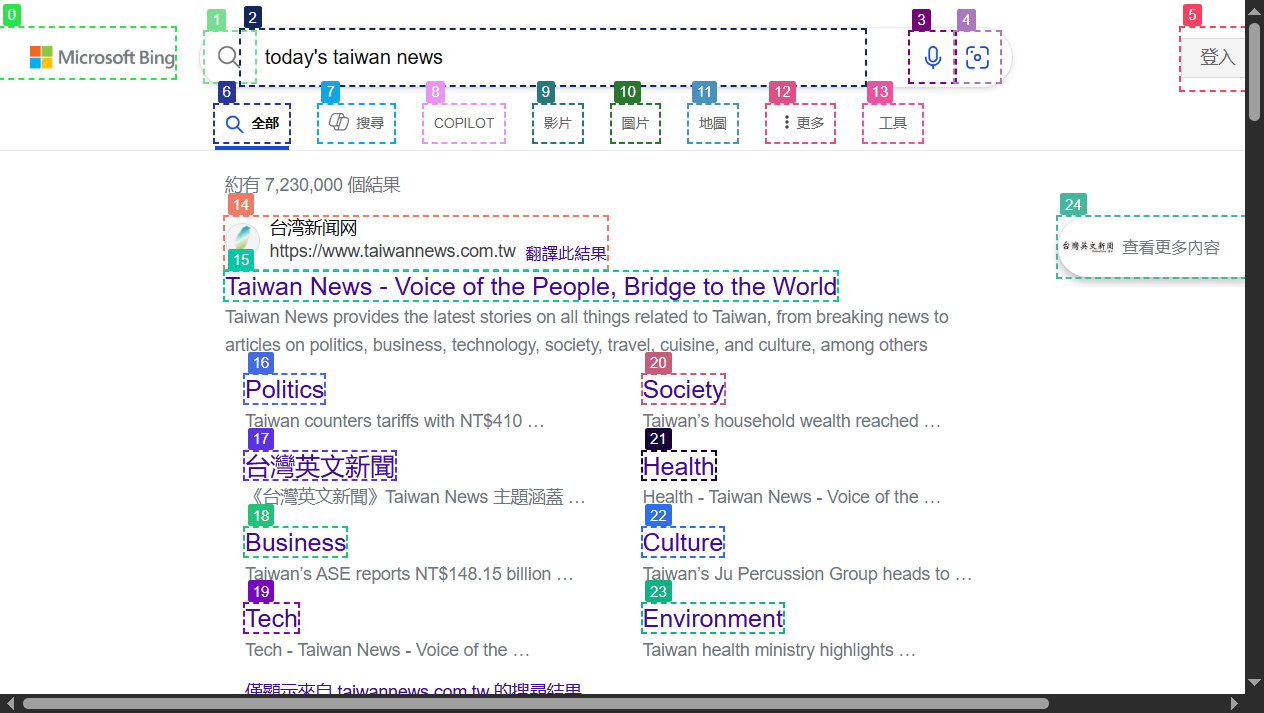 0
1
2
3
4
5
Microsoft Bing
today's taiwan news
登入
6
7
8
9
10
11
12
13
全部
搜尋
COPILOT
影片
圖片
地圖
更多
工具
約有 7,230,000 個結果
14
24
台湾新闻网
https://www.taiwannews.com.tw 翻譯此結果
台灣英文新聞
查看更多內容
15
Taiwan News - Voice of the People, Bridge to the World
Taiwan News provides the latest stories on all things related to Taiwan, from breaking news to
articles on politics, business, technology, society, travel, cuisine, and culture, among others
16
20
Politics
Society
Taiwan counters tariffs with NT$410 …
Taiwan’s household wealth reached …
17
21
台灣英文新聞
Health
《台灣英文新聞》Taiwan News 主題涵蓋 …
Health - Taiwan News - Voice of the …
18
22
Business
Culture
Taiwan’s ASE reports NT$148.15 billion …
Taiwan’s Ju Percussion Group heads to …
19
23
Tech
Environment
Tech - Taiwan News - Voice of the …
Taiwan health ministry highlights …
僅顯示來自 taiwannews.com.tw 的搜尋結果